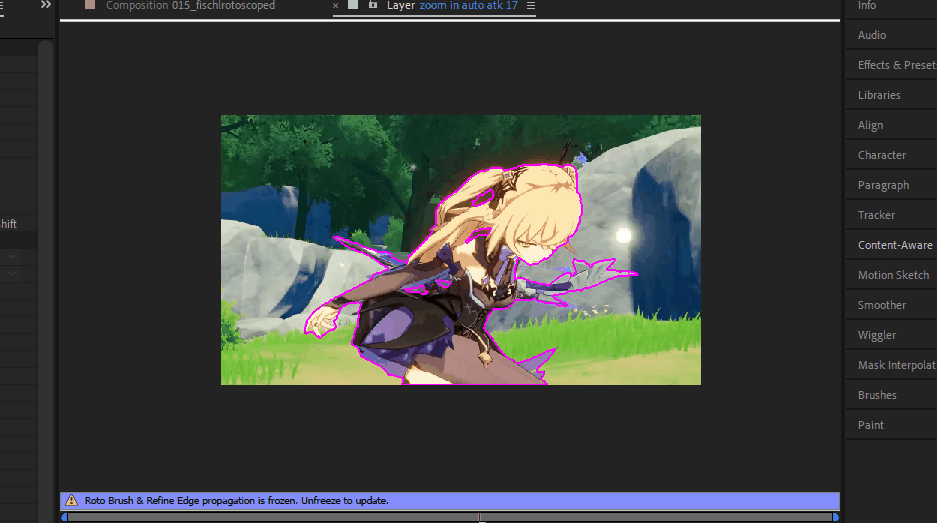 Composition 015_fischlrotoscoped
× Layer zoom in auto atk 17
Info
Audio
Effects & Preset
Libraries
Align
Character
Paragraph
Tracker
Content-Aware
Motion Sketch
Smoother
Wiggler
Mask Interpolat
Brushes
Paint
hift
Roto Brush & Refine Edge propagation is frozen. Unfreeze to update.